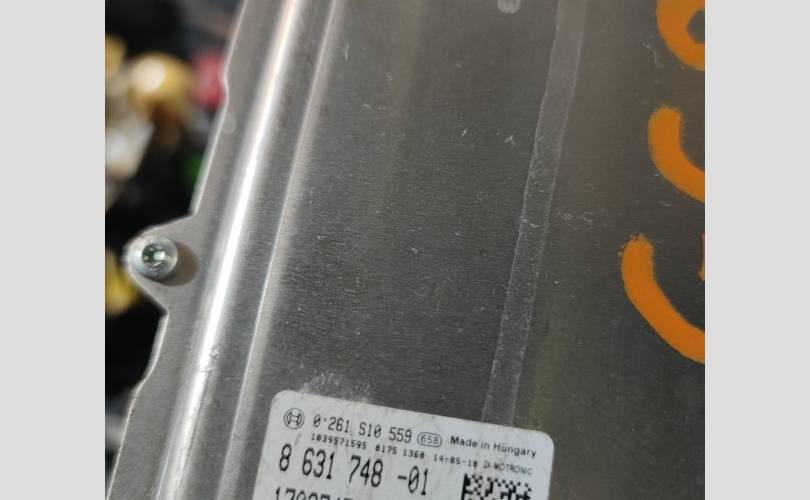 0 261 S10 559 658 Made in Hungary
1039S71595 0175 1360 14-05-18 DI-MOTRONIC
8 631 748 -01